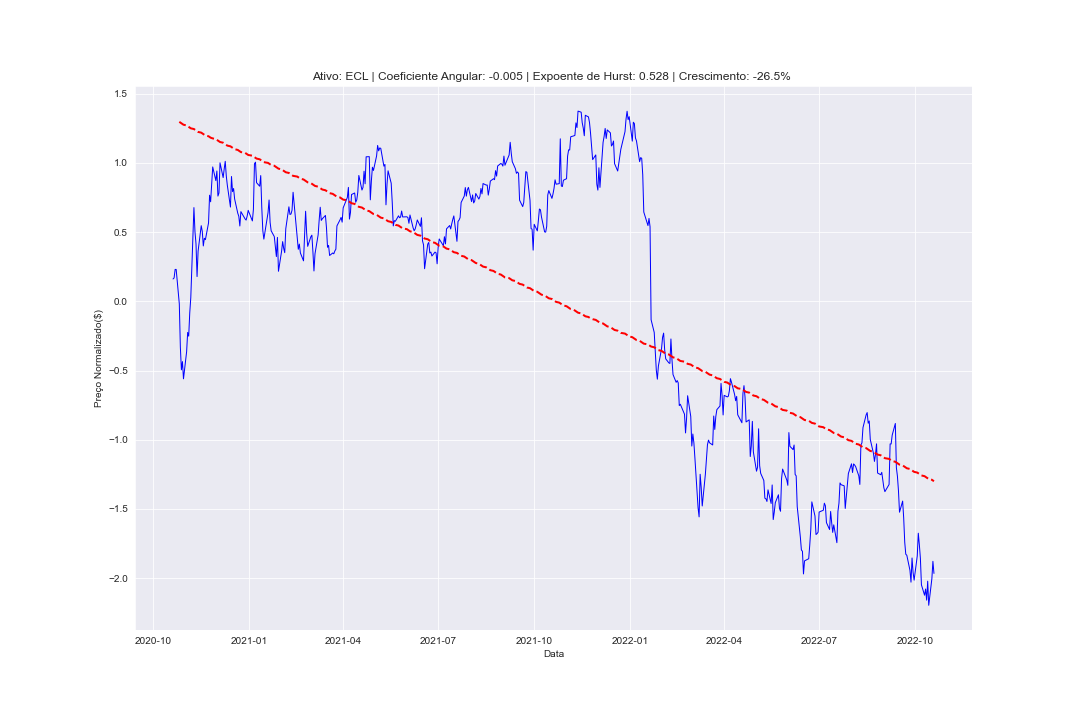 Ativo: ECL | Coeficiente Angular: -0.005 | Expoente de Hurst: 0.528 | Crescimento: -26.5%
1.5
1.0
0.5
0.0
−0.5
−1.0
−1.5
−2.0
Preço Normalizado($)
2020-10 2021-01 2021-04 2021-07 2021-10 2022-01 2022-04 2022-07 2022-10
Data